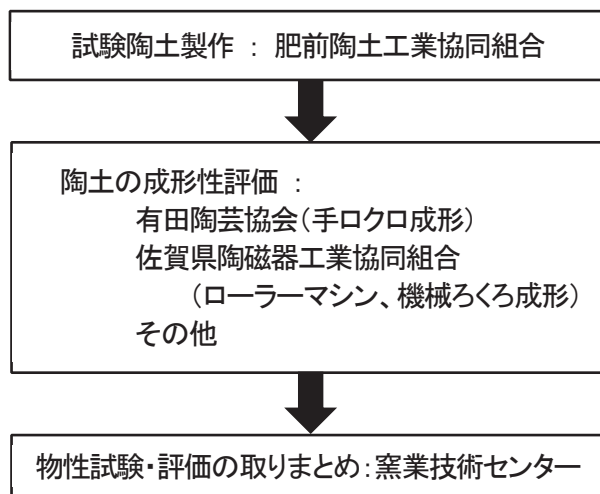 試験陶土製作 : 肥前陶土工業協同組合
陶土の成形性評価 :
有田陶芸協会(手ロクロ成形)
佐賀県陶磁器工業協同組合
(ローラーマシン、機械ろくろ成形)
その他
物性試験・評価の取りまとめ:窯業技術センター